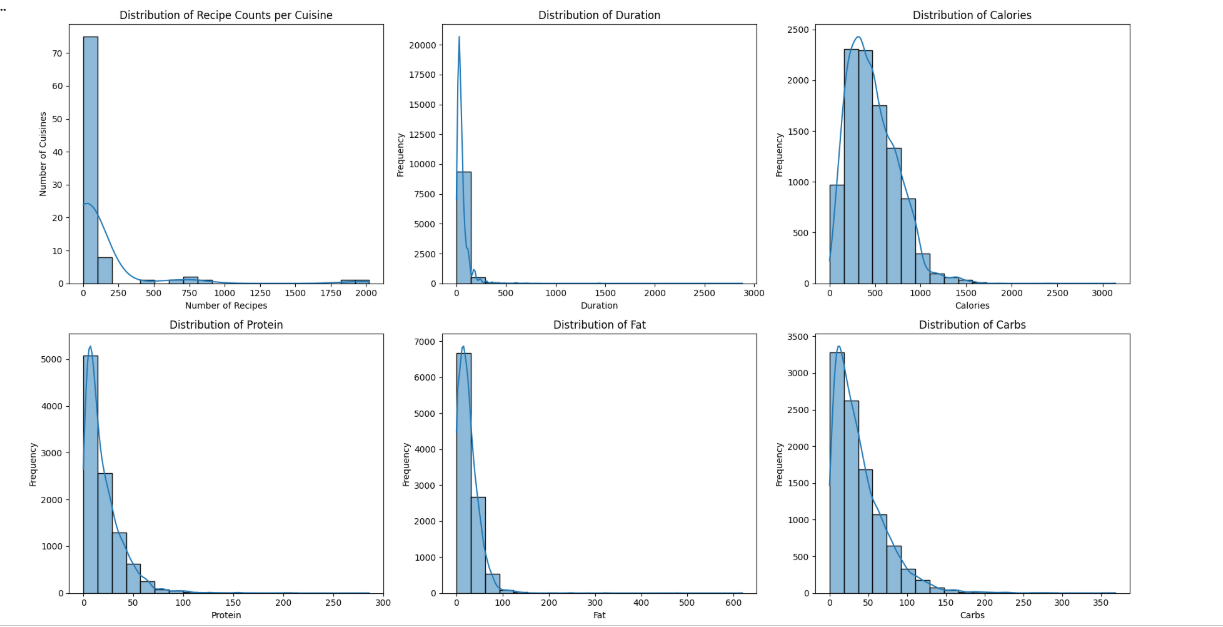 ..
Distribution of Recipe Counts per Cuisine
70
60
50
40
30
20
10
0
Number of Cuisines
0 250 500 750 1000 1250 1500 1750 2000
Number of Recipes
Distribution of Duration
20000
17500
15000
12500
10000
7500
5000
2500
0
Frequency
0 500 1000 1500 2000 2500 3000
Duration
Distribution of Calories
2500
2000
1500
1000
500
0
Frequency
0 500 1000 1500 2000 2500 3000
Calories
Distribution of Protein
5000
4000
3000
2000
1000
0
Frequency
0 50 100 150 200 250 300
Protein
Distribution of Fat
7000
6000
5000
4000
3000
2000
1000
0
Frequency
0 100 200 300 400 500 600
Fat
Distribution of Carbs
3500
3000
2500
2000
1500
1000
500
0
Frequency
0 50 100 150 200 250 300 350
Carbs